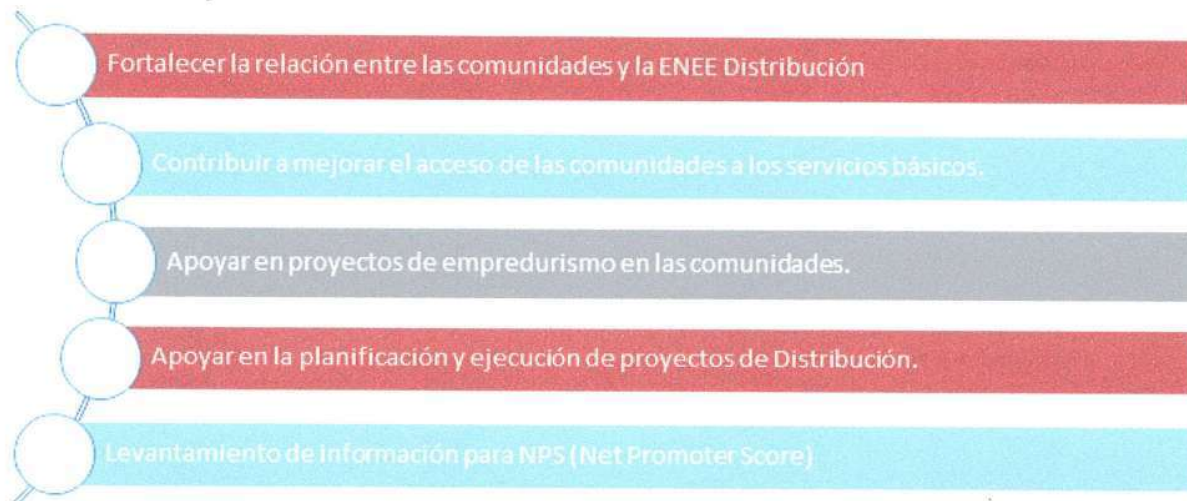 Fortalecer la relación entre las comunidades y la ENEE Distribución
Contribuir a mejorar el acceso de las comunidades a los servicios básicos.
Apoyar en proyectos de empredurismo en las comunidades.
Apoyar en la planificación y ejecución de proyectos de Distribución.
Levantamiento de información para NPS (Net Promoter Score)